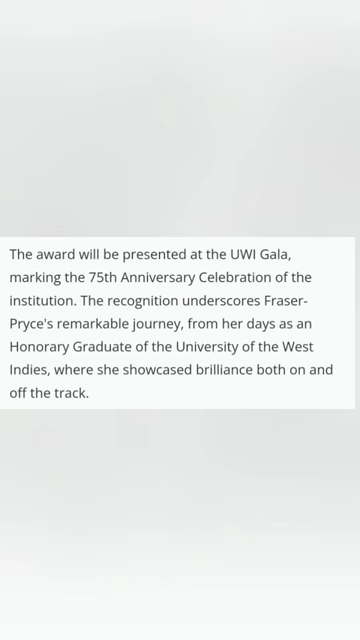 The award will be presented at the UWI Gala,
marking the 75th Anniversary Celebration of the
institution. The recognition underscores Fraser-
Pryce's remarkable journey, from her days as an
Honorary Graduate of the University of the West
Indies, where she showcased brilliance both on and
off the track.